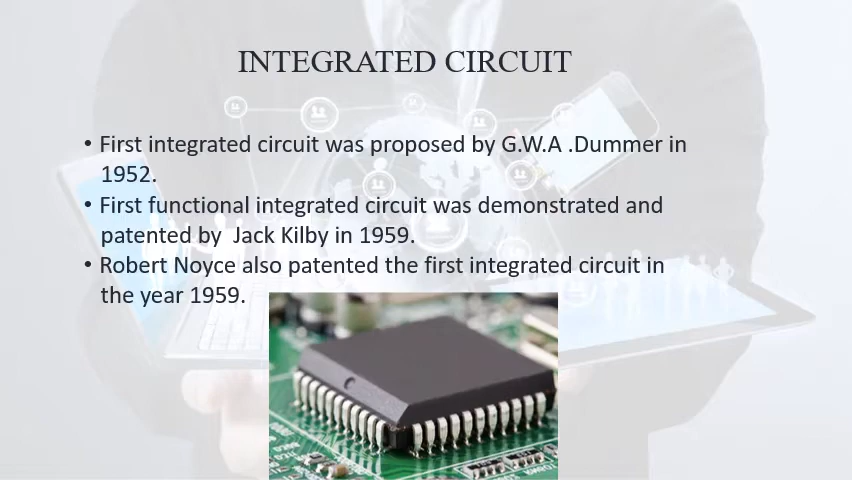 INTEGRATED CIRCUIT
• First integrated circuit was proposed by G.W.A .Dummer in
1952.
• First functional integrated circuit was demonstrated and
patented by  Jack Kilby in 1959.
• Robert Noyce also patented the first integrated circuit in
the year 1959.